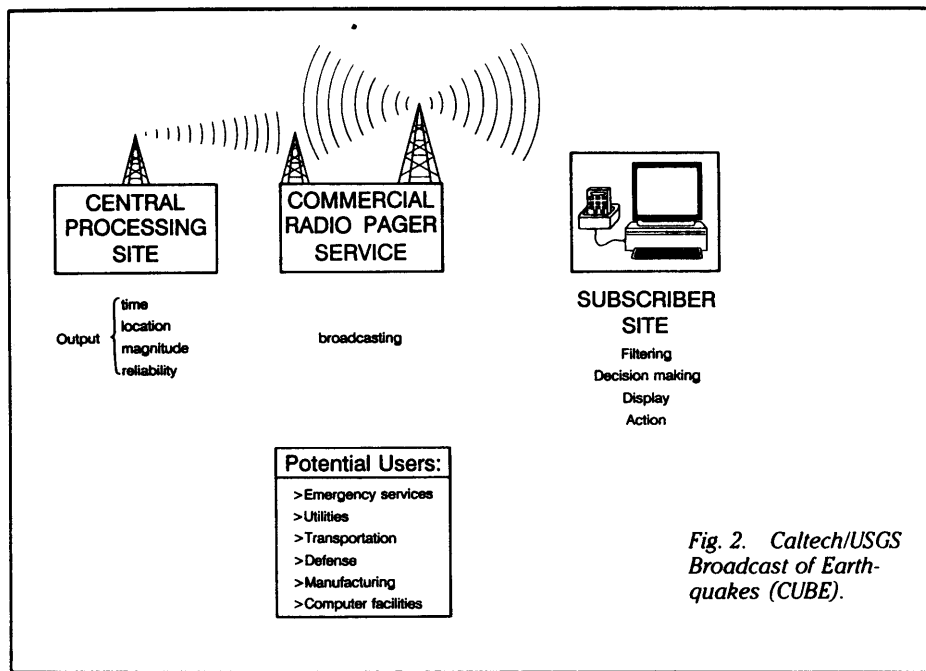 CENTRAL
PROCESSING
SITE
COMMERCIAL
RADIO PAGER
SERVICE
SUBSCRIBER
SITE
Output
time
location
magnitude
reliability
broadcasting
Filtering
Decision making
Display
Action
Potential Users:
>Emergency services
>Utilities
>Transportation
>Defense
>Manufacturing
>Computer facilities
Fig. 2. Caltech/USGS
Broadcast of Earth-
quakes (CUBE).